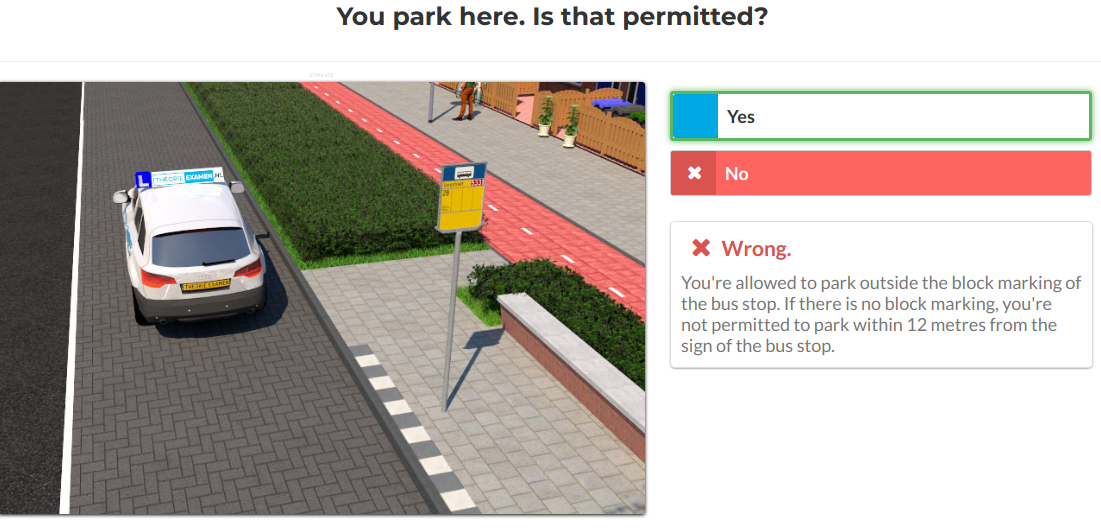 You park here. Is that permitted?
L THEORIE EXAMEN.NL
THEORIE EXAMEN
Yes
No
Wrong.
You're allowed to park outside the block marking of
the bus stop. If there is no block marking, you're
not permitted to park within 12 metres from the
sign of the bus stop.